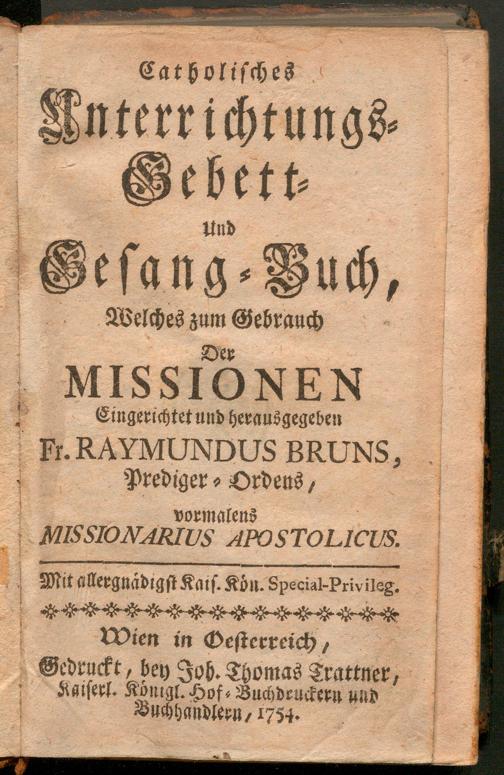 Catholisches
Unterrichtungs-
Gebett-
Und
Gesang-Buch,
Welches zum Gebrauch
Der
MISSIONEN
Eingerichtet und herausgegeben
Fr. RAYMUNDUS BRUNS,
Prediger-Ordens,
vormalens
MISSIONARIUS APOSTOLICUS.
Mit allergnädigst Kais. Kön. Special-Privileg.
Wien in Oesterreich,
Gedruckt, bey Joh. Thomas Trattner,
Kaiserl. Königl. Hof-Buchdruckern und
Buchhandlern, 1754.